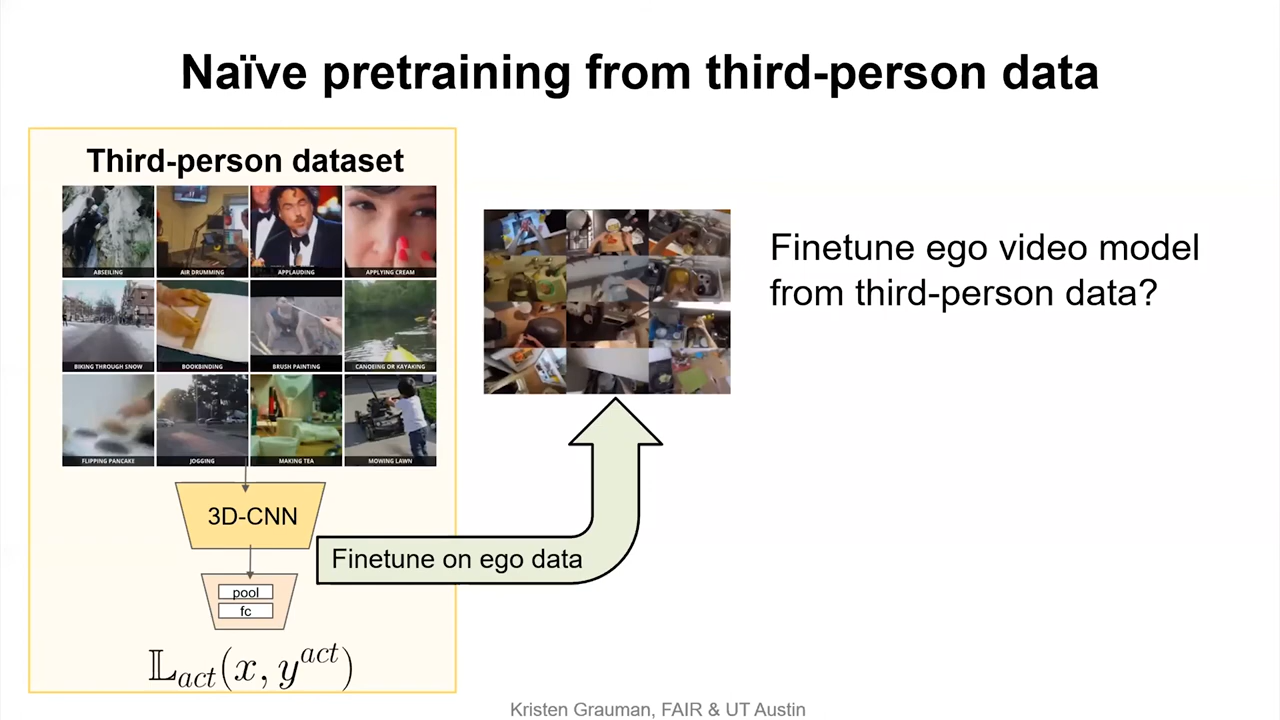 Naïve pretraining from third-person data
Third-person dataset
ABSEILING
AIR DRUMMING
APPLAUDING
APPLYING CREAM
BIKING THROUGH SNOW
BOOKBINDING
BRUSH PAINTING
CANOEING OR KAYAKING
FLIPPING PANCAKE
JOGGING
MAKING TEA
MOWING LAWN
3D-CNN
pool
fc
𝕃_{act}(x, y^{act})
Finetune on ego data
Finetune ego video model
from third-person data?
Kristen Grauman, FAIR & UT Austin